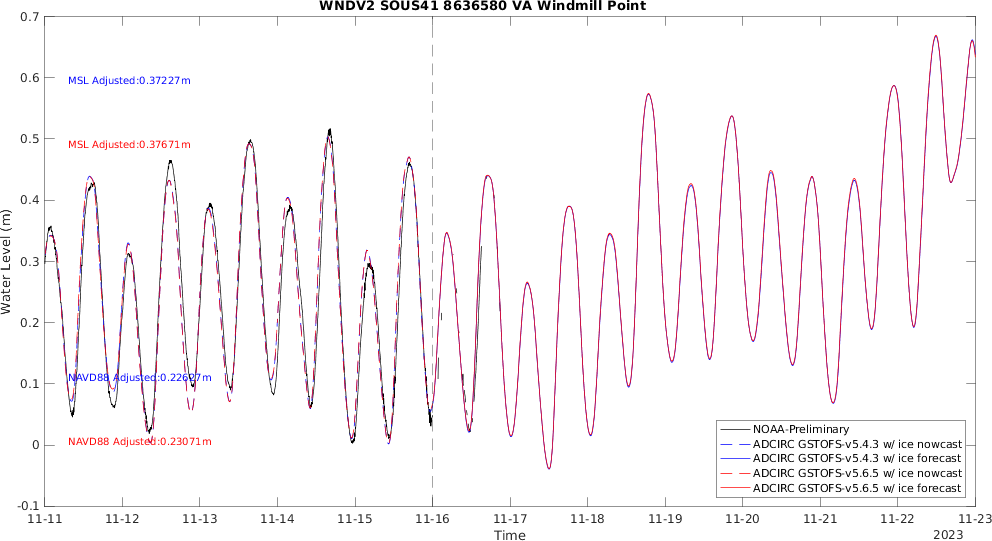 WNDV2 SOUS41 8636580 VA Windmill Point
0.7
0.6
0.5
0.4
0.3
0.2
0.1
0
-0.1
Water Level (m)
MSL Adjusted:0.37227m
MSL Adjusted:0.37671m
NAVD88 Adjusted:0.22627m
NAVD88 Adjusted:0.23071m
NOAA-Preliminary
ADCIRC GSTOFS-v5.4.3 w/ ice nowcast
ADCIRC GSTOFS-v5.4.3 w/ ice forecast
ADCIRC GSTOFS-v5.6.5 w/ ice nowcast
ADCIRC GSTOFS-v5.6.5 w/ ice forecast
11-11 11-12 11-13 11-14 11-15 11-16 11-17 11-18 11-19 11-20 11-21 11-22 11-23
Time
2023